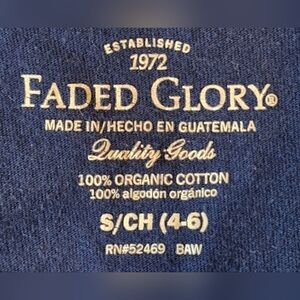 ESTABLISHED
1972
FADED GLORY®
MADE IN/HECHO EN GUATEMALA
Quality Goods
100% ORGANIC COTTON
100% algodón orgánico
S/CH (4-6)
RN#52469 BAW